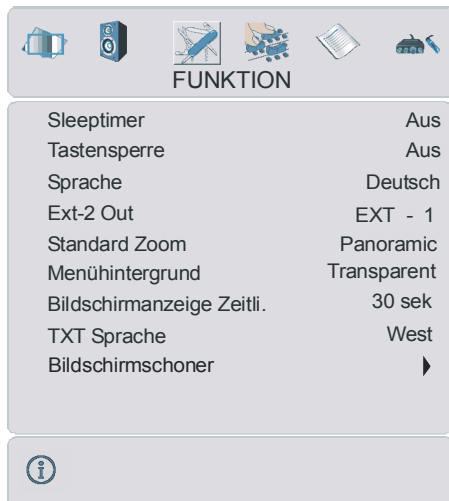 FUNKTION
Sleeptimer Aus
Tastensperre Aus
Sprache Deutsch
Ext-2 Out EXT - 1
Standard Zoom Panoramic
Menühintergrund Transparent
Bildschirmanzeige Zeitli. 30 sek
TXT Sprache West
Bildschirmschoner